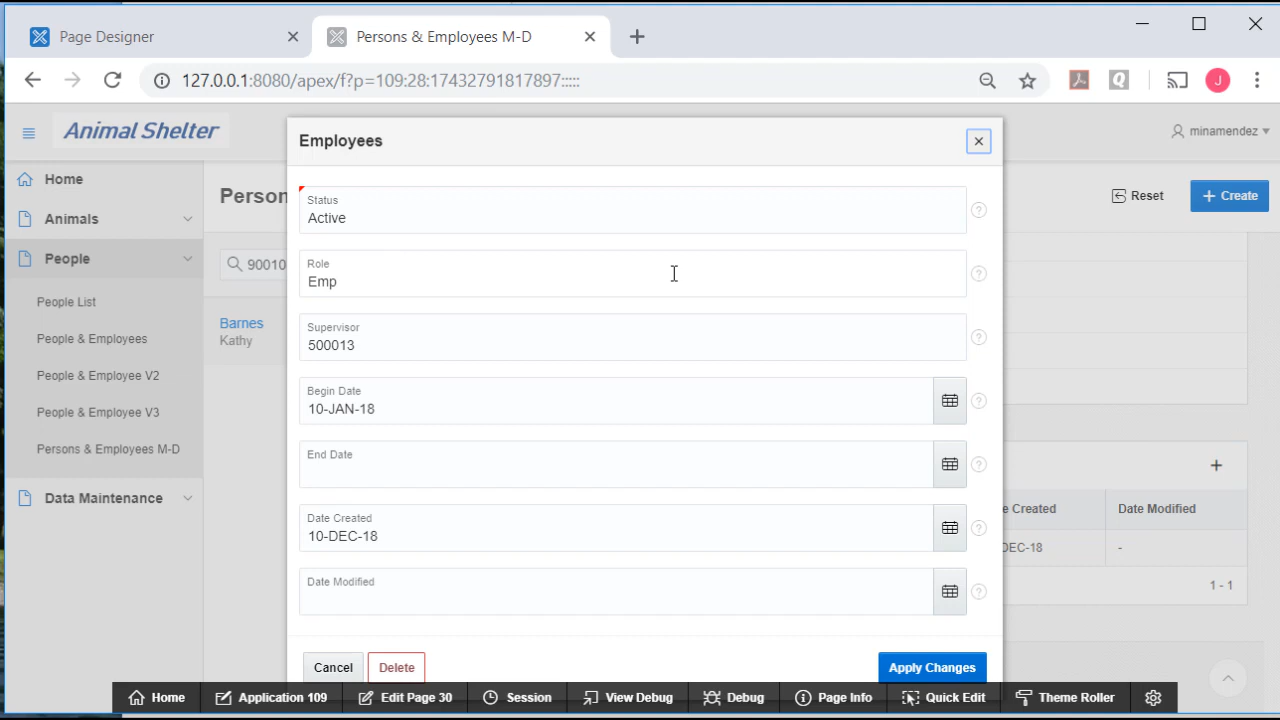 Page Designer
Persons & Employees M-D
127.0.0.1:8080/apex/f?p=109:28:17432791817897:::::
J
Animal Shelter
minamendez
Home
Animals
People
People List
People & Employees
People & Employee V2
People & Employee V3
Persons & Employees M-D
Data Maintenance
Person
Reset
Create
90010
Barnes
Kathy
Employees
Status
Active
Role
Emp
Supervisor
500013
Begin Date
10-JAN-18
End Date
Date Created
10-DEC-18
Date Modified
Cancel
Delete
Apply Changes
e Created
Date Modified
DEC-18
-
1 - 1
Home
Application 109
Edit Page 30
Session
View Debug
Debug
Page Info
Quick Edit
Theme Roller